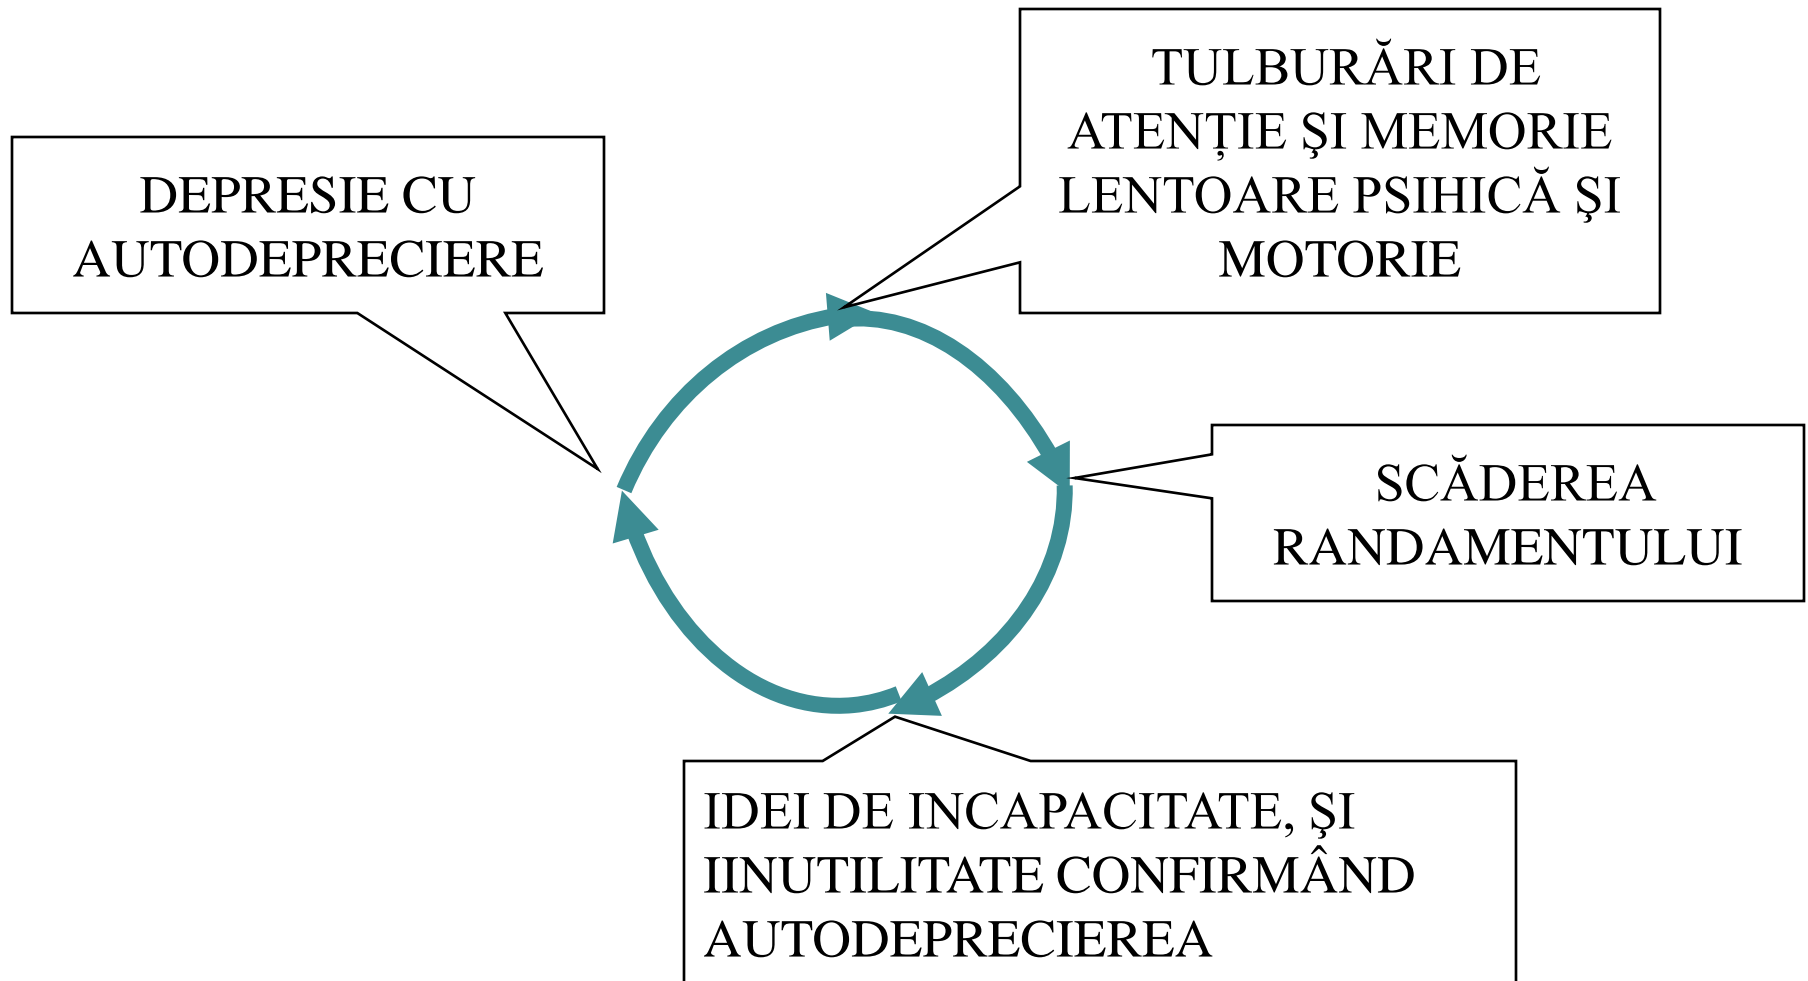 DEPRESIE CU
AUTODEPRECIERE
TULBURĂRI DE
ATENȚIE ŞI MEMORIE
LENTOARE PSIHICĂ ŞI
MOTORIE
SCĂDEREA
RANDAMENTULUI
IDEI DE INCAPACITATE, ŞI
IINUTILITATE CONFIRMÂND
AUTODEPRECIEREA